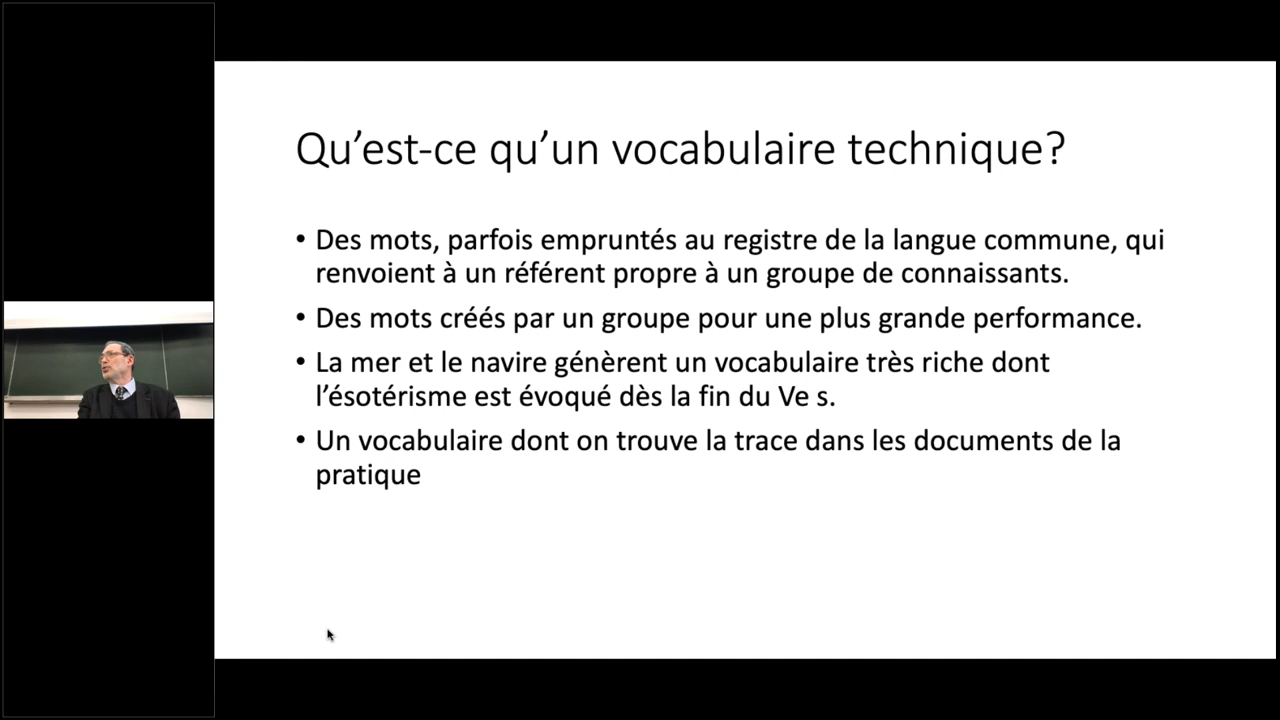 Qu’est-ce qu’un vocabulaire technique?
• Des mots, parfois empruntés au registre de la langue commune, qui
renvoient à un référent propre à un groupe de connaissants.
• Des mots créés par un groupe pour une plus grande performance.
• La mer et le navire génèrent un vocabulaire très riche dont
l’ésotérisme est évoqué dès la fin du Ve s.
• Un vocabulaire dont on trouve la trace dans les documents de la
pratique